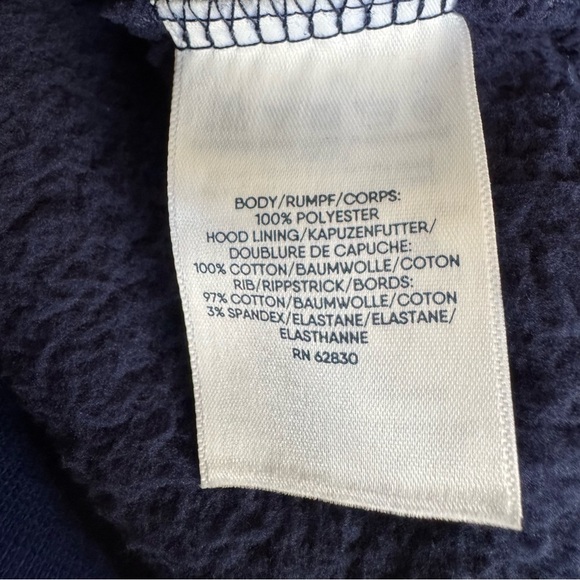 BODY/RUMPF/CORPS:
100% POLYESTER
HOOD LINING/KAPUZENFUTTER/
DOUBLURE DE CAPUCHE:
100% COTTON/BAUMWOLLE/COTON
RIB/RIPPSTRICK/BORDS:
97% COTTON/BAUMWOLLE/COTON
3% SPANDEX/ELASTANE/ELASTANE/
ELASTHANNE
RN 62830